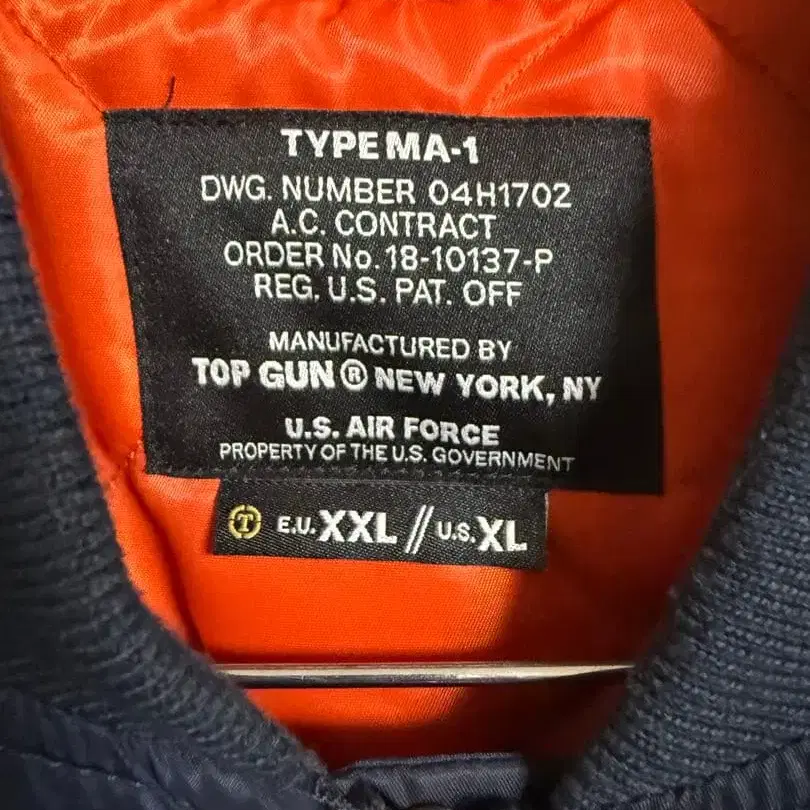 TYPE MA-1
DWG. NUMBER 04H1702
A.C. CONTRACT
ORDER No. 18-10137-P
REG. U.S. PAT. OFF
MANUFACTURED BY
TOP GUN® NEW YORK, NY
U.S. AIR FORCE
PROPERTY OF THE U.S. GOVERNMENT
T E.U. XXL // U.S. XL